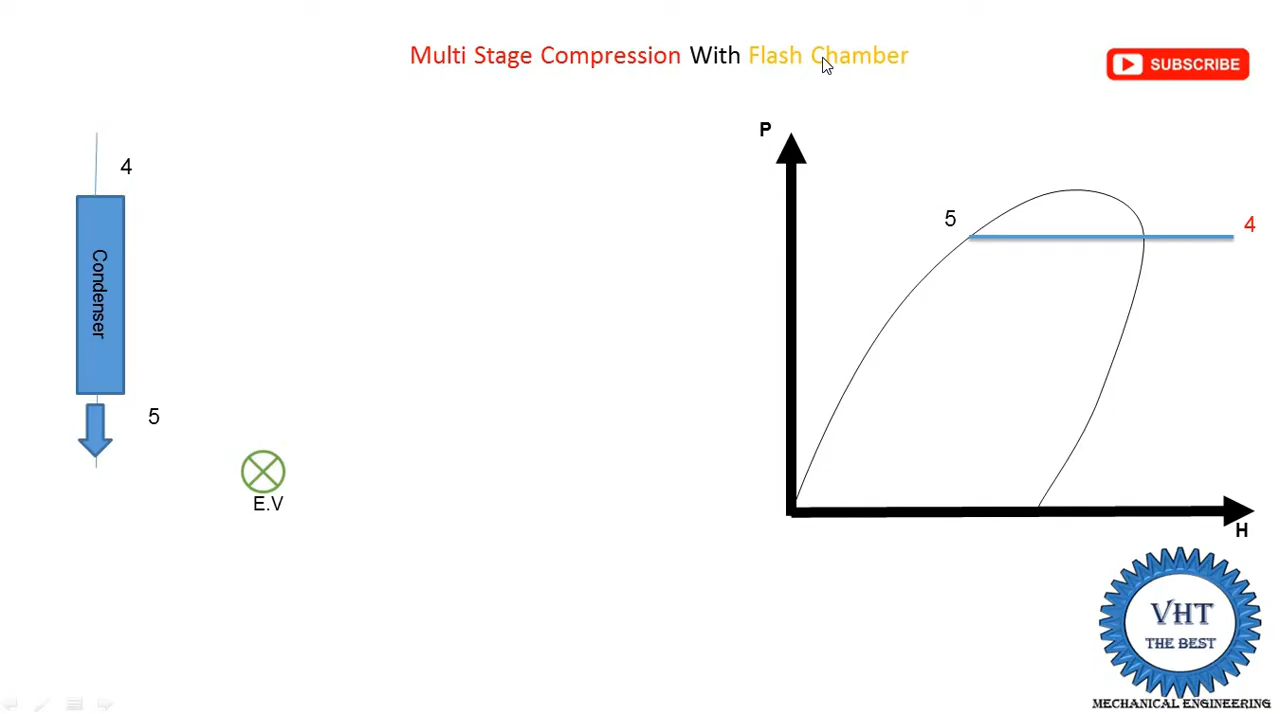 Multi Stage Compression With Flash Chamber
SUBSCRIBE
P
4
5
4
Condenser
5
E.V
H
VHT
THE BEST
MECHANICAL ENGINEERING